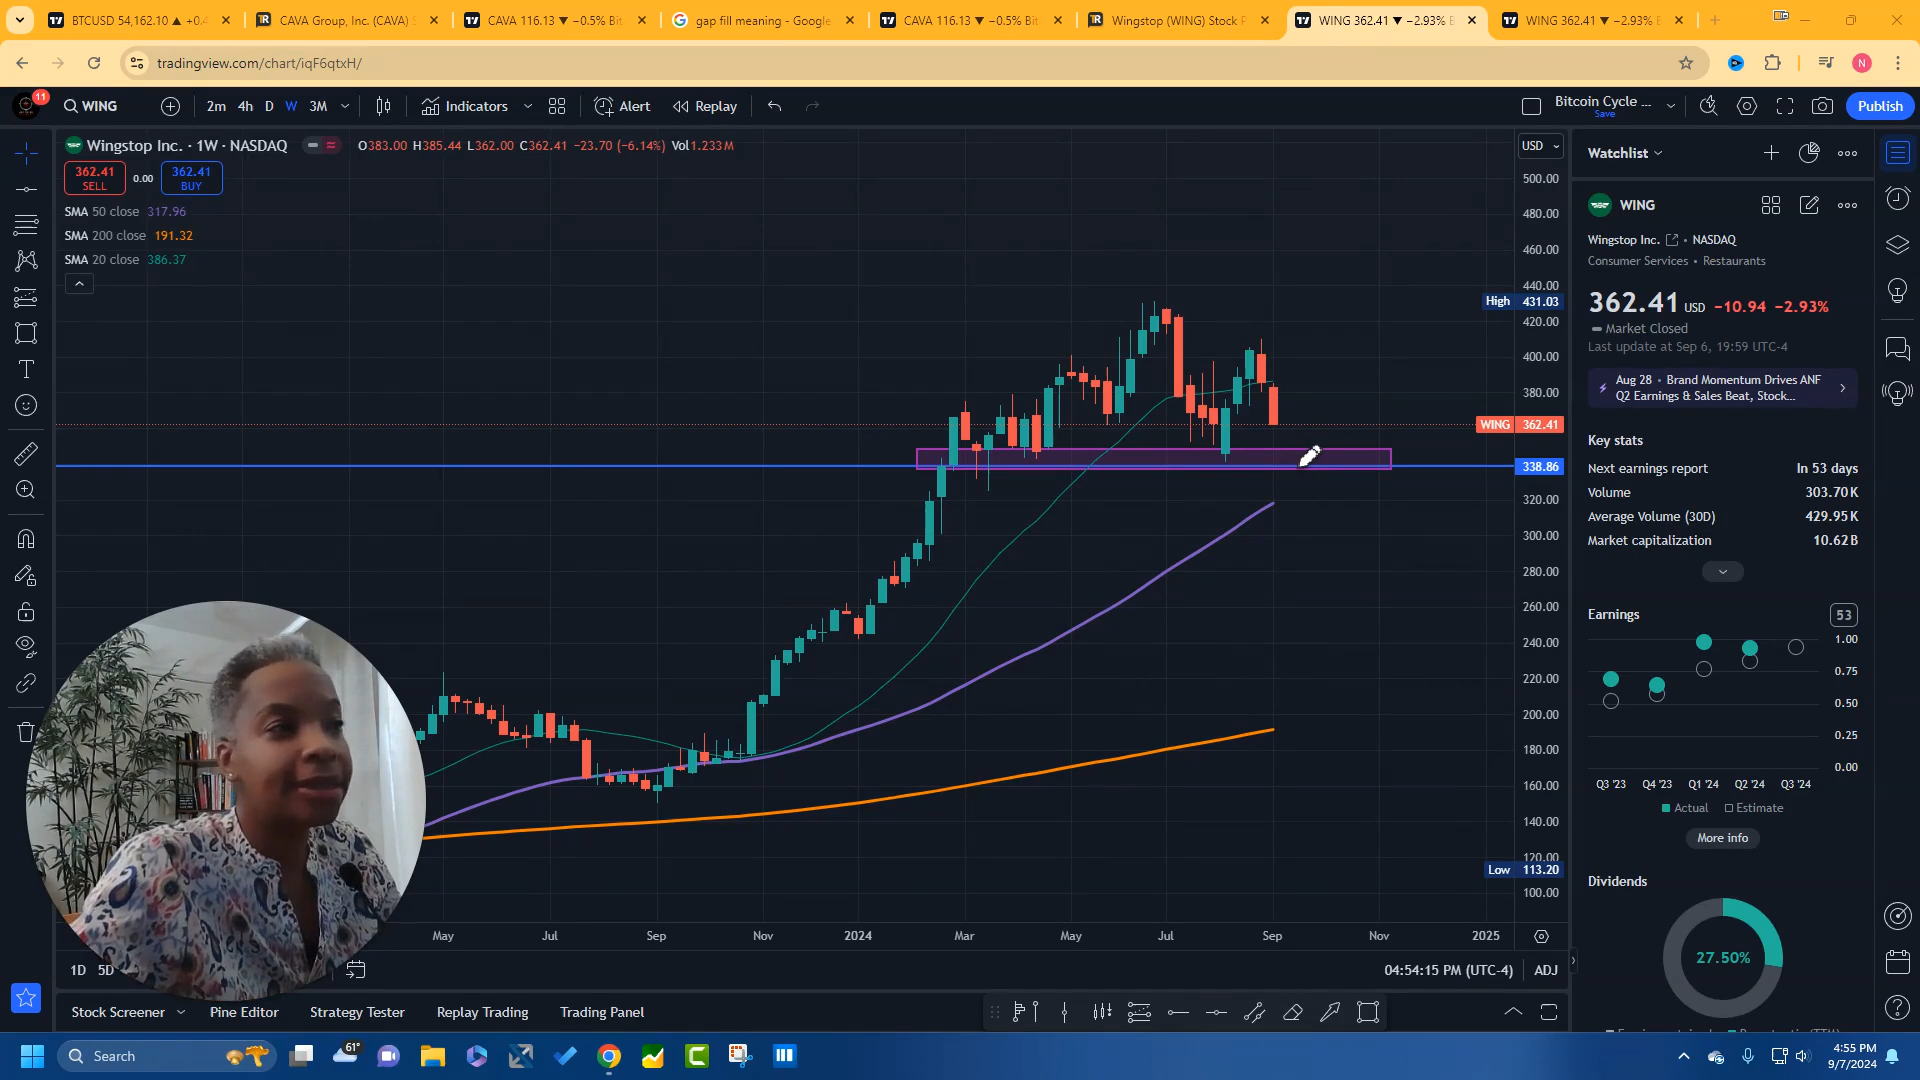 BTCUSD 54,162.10 ▲ +0.4
CAVA Group, Inc. (CAVA) S
CAVA 116.13 ▼ −0.5% Bit
gap fill meaning - Google
CAVA 116.13 ▼ −0.5% Bit
Wingstop (WING) Stock P
WING 362.41 ▼ −2.93% B
WING 362.41 ▼ −2.93% B
tradingview.com/chart/iqF6qtxH/
N
11
WING
2m 4h D W 3M
Indicators
Alert
Replay
Bitcoin Cycle ...
Save
Publish
Wingstop Inc. · 1W · NASDAQ
O383.00 H385.44 L362.00 C362.41 −23.70 (−6.14%) Vol1.233M
362.41
SELL
0.00
362.41
BUY
SMA 50 close 317.96
SMA 200 close 191.32
SMA 20 close 386.37
USD
500.00
480.00
460.00
440.00
High 431.03
420.00
400.00
380.00
WING 362.41
338.86
320.00
300.00
280.00
260.00
240.00
220.00
200.00
180.00
160.00
140.00
120.00
Low 113.20
100.00
May
Jul
Sep
Nov
2024
Mar
May
Jul
Sep
Nov
2025
1D 5D
04:54:15 PM (UTC-4)
ADJ
Stock Screener
Pine Editor
Strategy Tester
Replay Trading
Trading Panel
Watchlist
WING
Wingstop Inc. • NASDAQ
Consumer Services • Restaurants
362.41 USD −10.94 −2.93%
Market Closed
Last update at Sep 6, 19:59 UTC-4
Aug 28 • Brand Momentum Drives ANF
Q2 Earnings & Sales Beat, Stock...
Key stats
Next earnings report In 53 days
Volume 303.70K
Average Volume (30D) 429.95K
Market capitalization 10.62B
Earnings
53
1.00
0.75
0.50
0.25
0.00
Q3 '23 Q4 '23 Q1 '24 Q2 '24 Q3 '24
Actual Estimate
More info
Dividends
27.50%
Search
61°
4:55 PM
9/7/2024